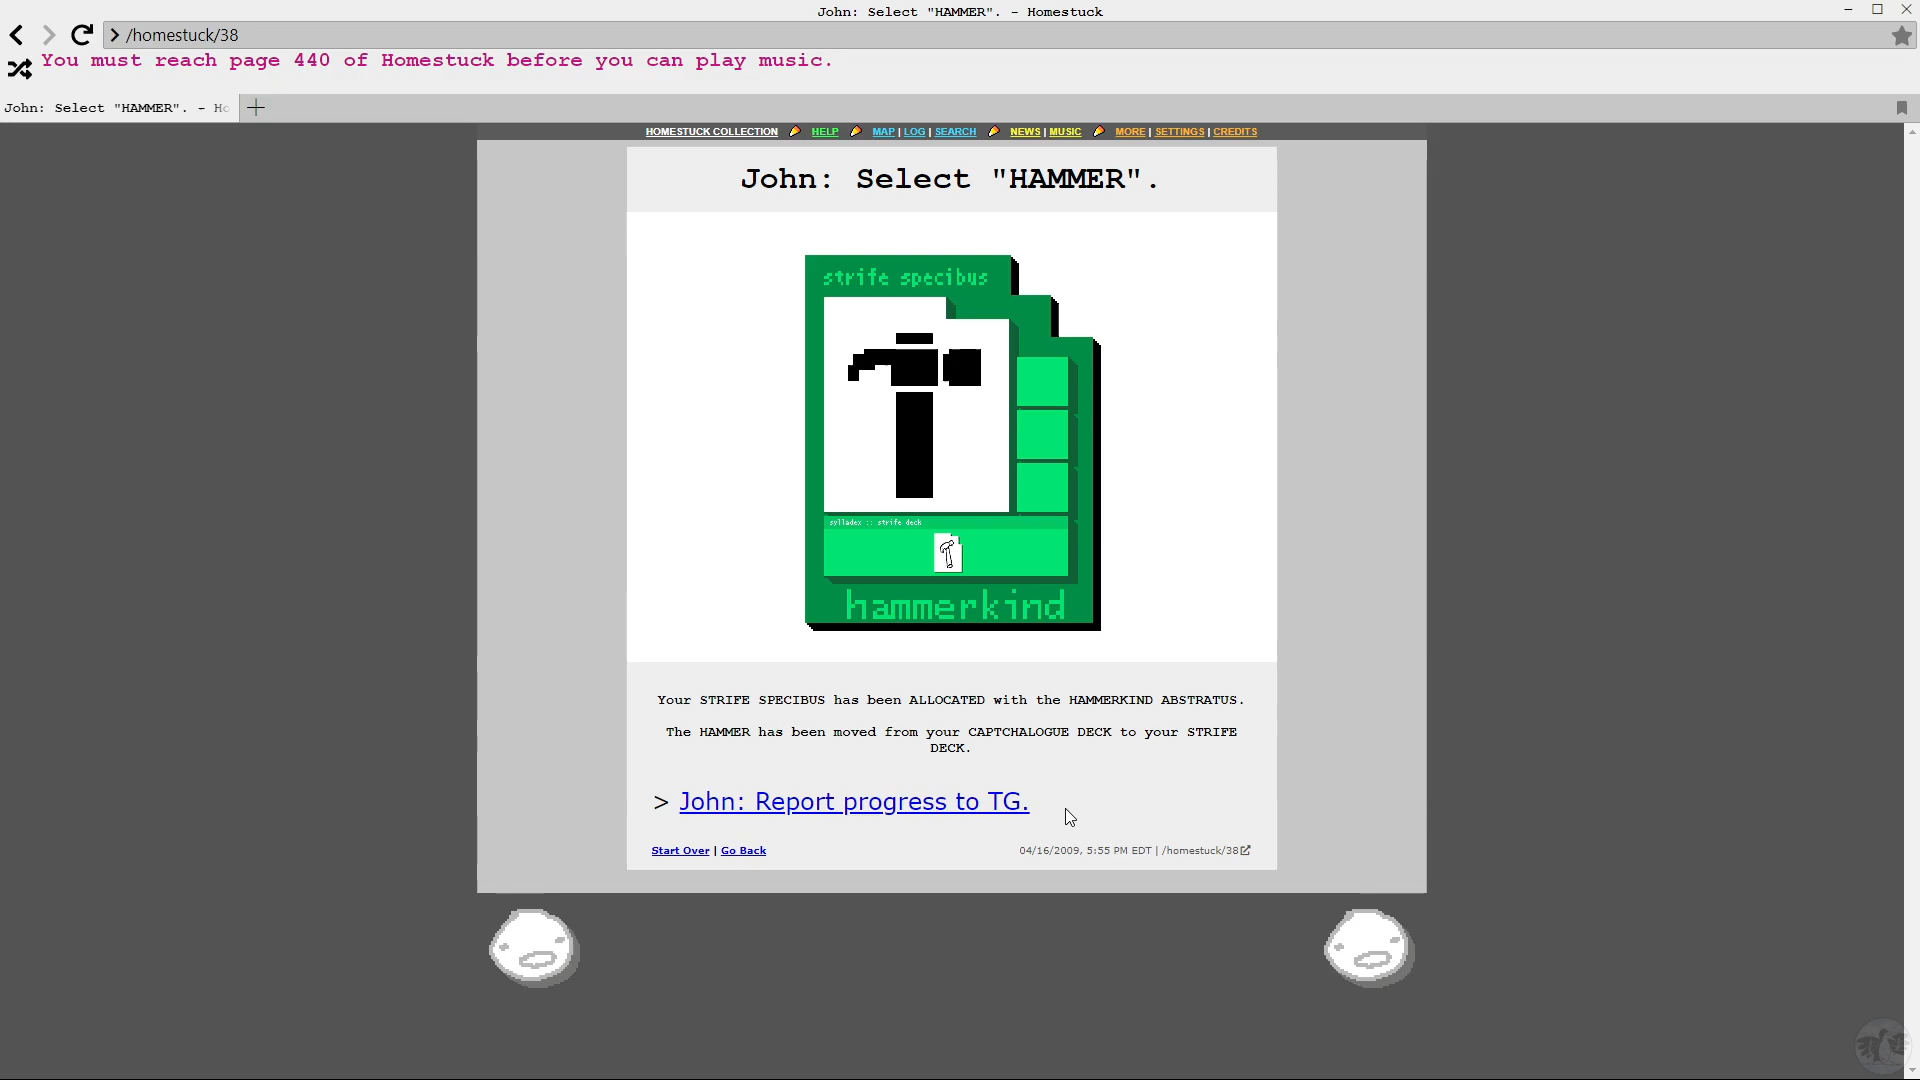 John: Select "HAMMER". - Homestuck
/homestuck/38
You must reach page 440 of Homestuck before you can play music.
John: Select "HAMMER". - Ho
HOMESTUCK COLLECTION HELP MAP | LOG | SEARCH NEWS | MUSIC MORE | SETTINGS | CREDITS
John: Select "HAMMER".
strife specibus
sylladex :: strife deck
hammerkind
Your STRIFE SPECIBUS has been ALLOCATED with the HAMMERKIND ABSTRATUS.
The HAMMER has been moved from your CAPTCHALOGUE DECK to your STRIFE
DECK.
> John: Report progress to TG.
Start Over | Go Back
04/16/2009, 5:55 PM EDT | /homestuck/38